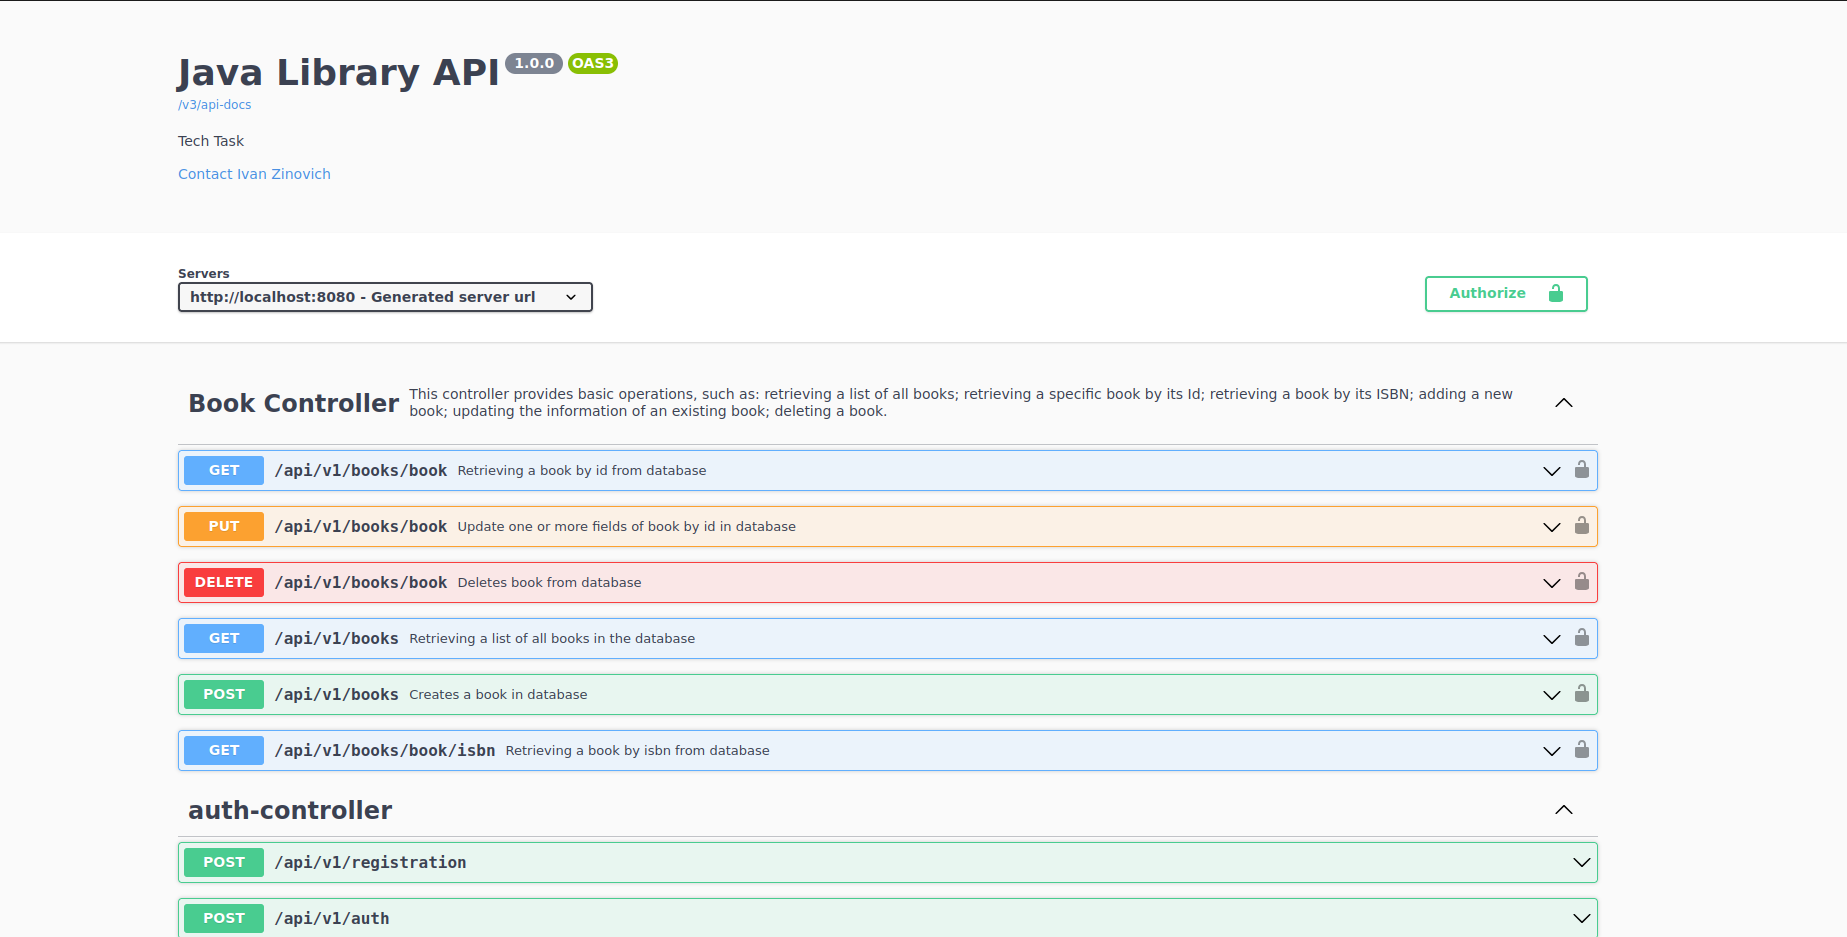 Java Library API 1.0.0 OAS3
/v3/api-docs
Tech Task
Contact Ivan Zinovich
Servers
http://localhost:8080 - Generated server url
Authorize
Book Controller
This controller provides basic operations, such as: retrieving a list of all books; retrieving a specific book by its Id; retrieving a book by its ISBN; adding a new
book; updating the information of an existing book; deleting a book.
GET /api/v1/books/book Retrieving a book by id from database
PUT /api/v1/books/book Update one or more fields of book by id in database
DELETE /api/v1/books/book Deletes book from database
GET /api/v1/books Retrieving a list of all books in the database
POST /api/v1/books Creates a book in database
GET /api/v1/books/book/isbn Retrieving a book by isbn from database
auth-controller
POST /api/v1/registration
POST /api/v1/auth